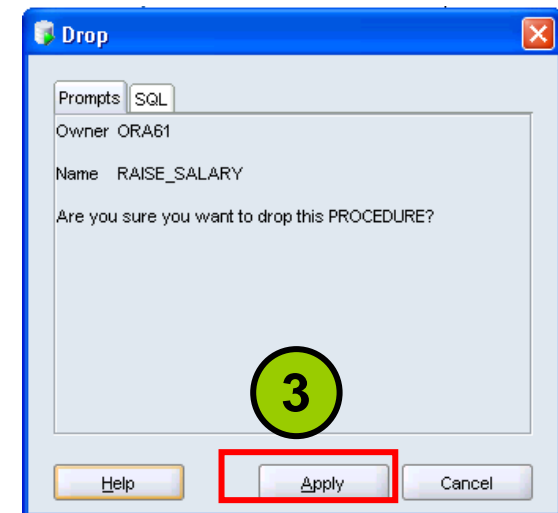 Drop
Prompts SQL
Owner ORA61
Name RAISE_SALARY
Are you sure you want to drop this PROCEDURE?
3
Help Apply Cancel